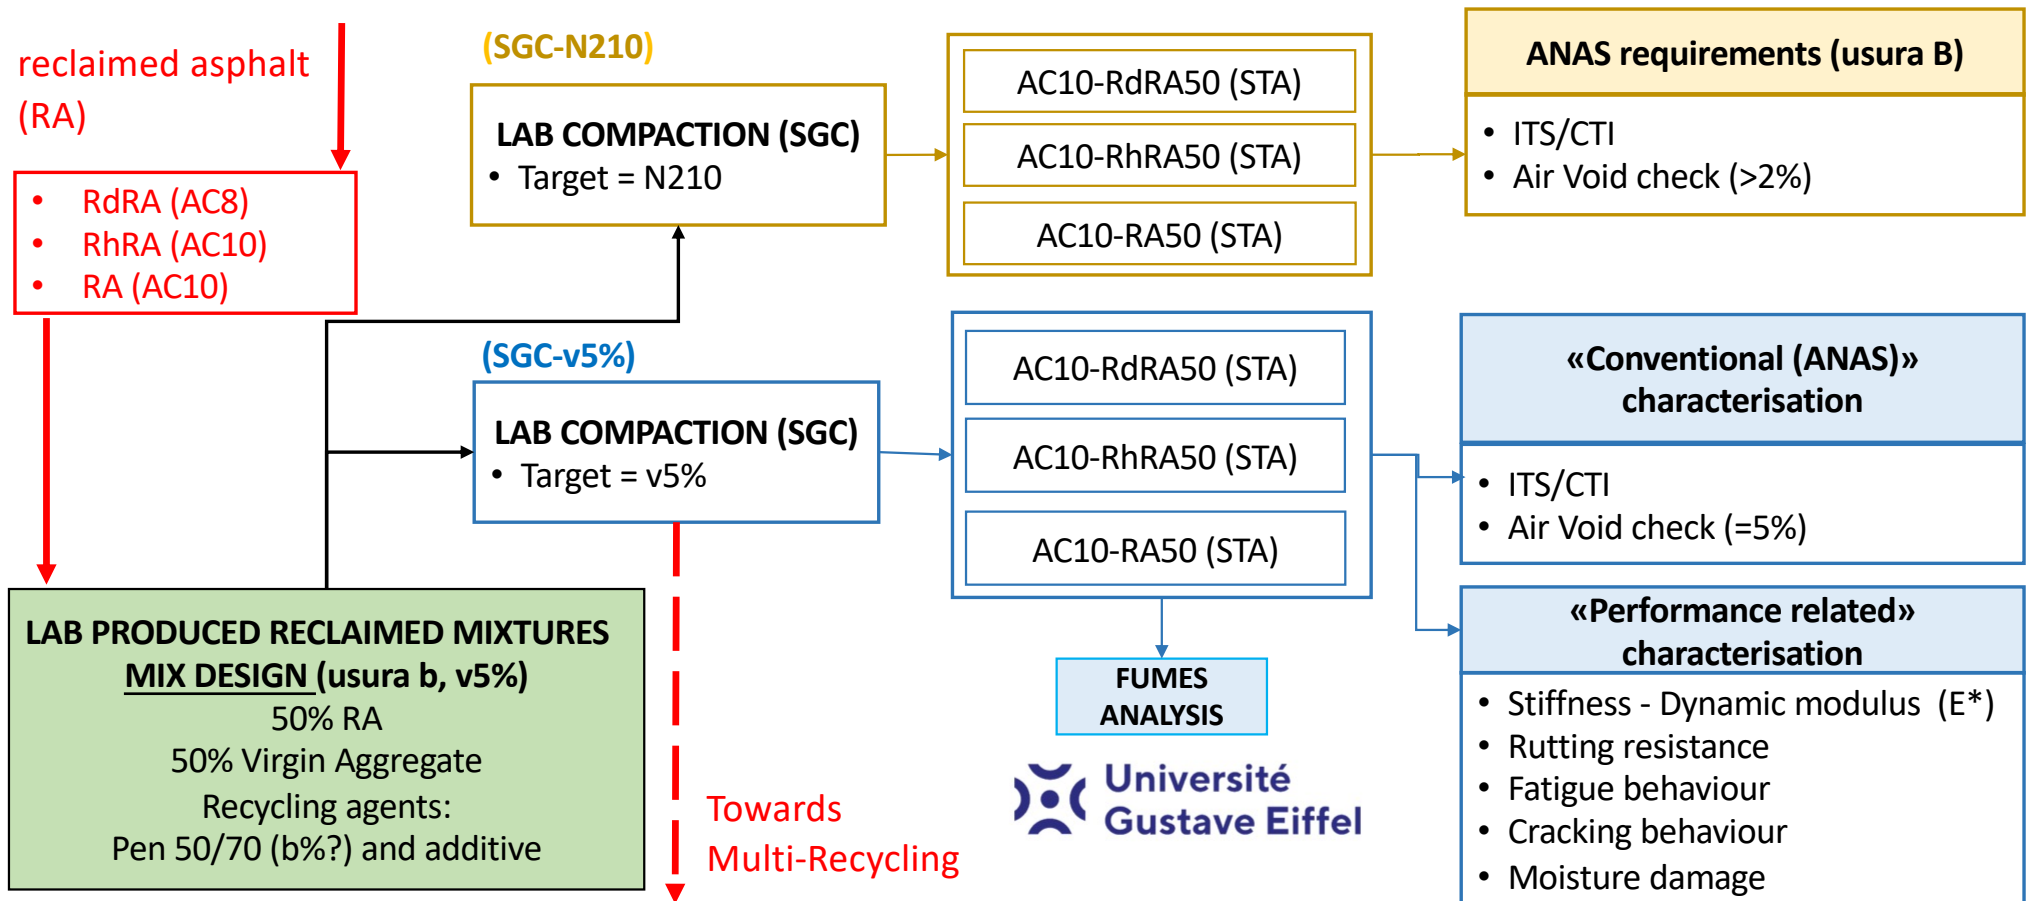 reclaimed asphalt
(RA)
• RdRA (AC8)
• RhRA (AC10)
• RA (AC10)
LAB PRODUCED RECLAIMED MIXTURES
MIX DESIGN (usura b, v5%)
50% RA
50% Virgin Aggregate
Recycling agents:
Pen 50/70 (b%?) and additive
(SGC-N210)
LAB COMPACTION (SGC)
• Target = N210
AC10-RdRA50 (STA)
AC10-RhRA50 (STA)
AC10-RA50 (STA)
ANAS requirements (usura B)
• ITS/CTI
• Air Void check (>2%)
(SGC-v5%)
LAB COMPACTION (SGC)
• Target = v5%
Towards
Multi-Recycling
AC10-RdRA50 (STA)
AC10-RhRA50 (STA)
AC10-RA50 (STA)
FUMES
ANALYSIS
Université
Gustave Eiffel
«Conventional (ANAS)»
characterisation
• ITS/CTI
• Air Void check (=5%)
«Performance related»
characterisation
• Stiffness - Dynamic modulus (E*)
• Rutting resistance
• Fatigue behaviour
• Cracking behaviour
• Moisture damage